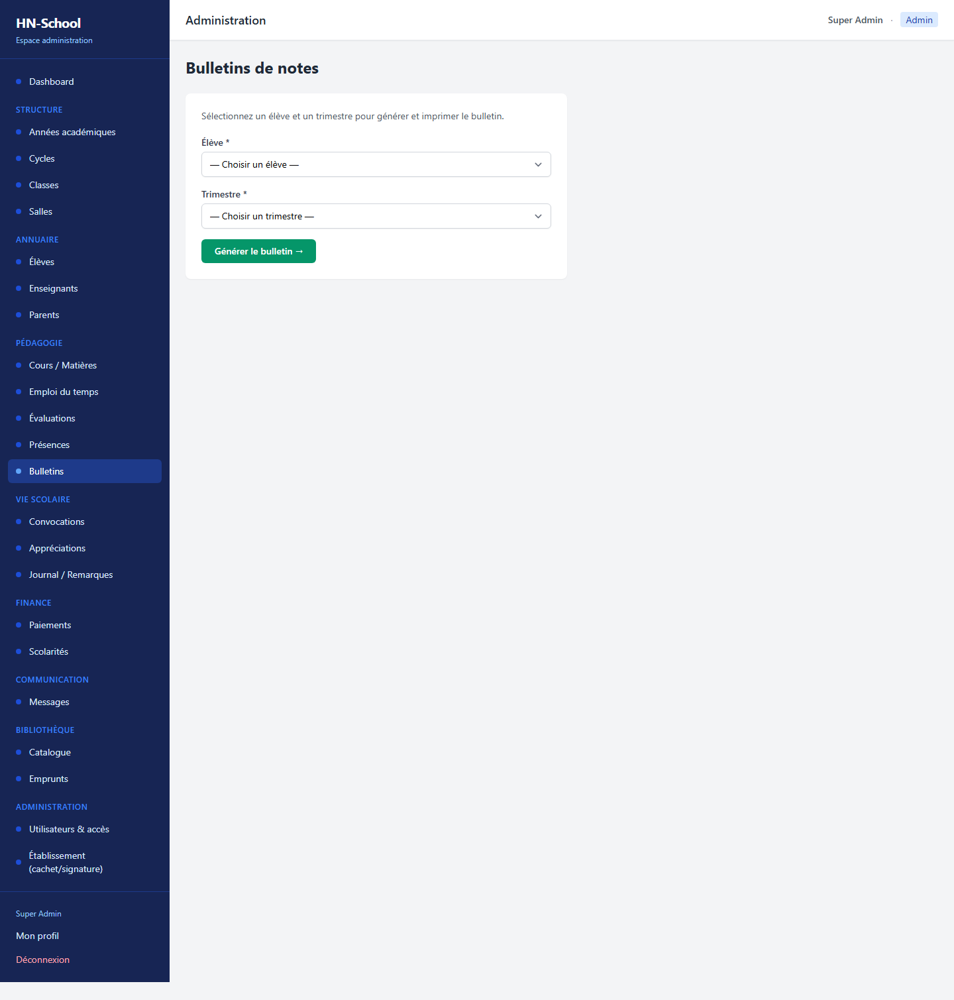 HN-School
Espace administration
Dashboard
STRUCTURE
Années académiques
Cycles
Classes
Salles
ANNUAIRE
Élèves
Enseignants
Parents
PÉDAGOGIE
Cours / Matières
Emploi du temps
Évaluations
Présences
Bulletins
VIE SCOLAIRE
Convocations
Appréciations
Journal / Remarques
FINANCE
Paiements
Scolarités
COMMUNICATION
Messages
BIBLIOTHÈQUE
Catalogue
Emprunts
ADMINISTRATION
Utilisateurs & accès
Établissement
(cachet/signature)
Super Admin
Mon profil
Déconnexion
Administration
Super Admin · Admin
Bulletins de notes
Sélectionnez un élève et un trimestre pour générer et imprimer le bulletin.
Élève *
— Choisir un élève —
Trimestre *
— Choisir un trimestre —
Générer le bulletin →